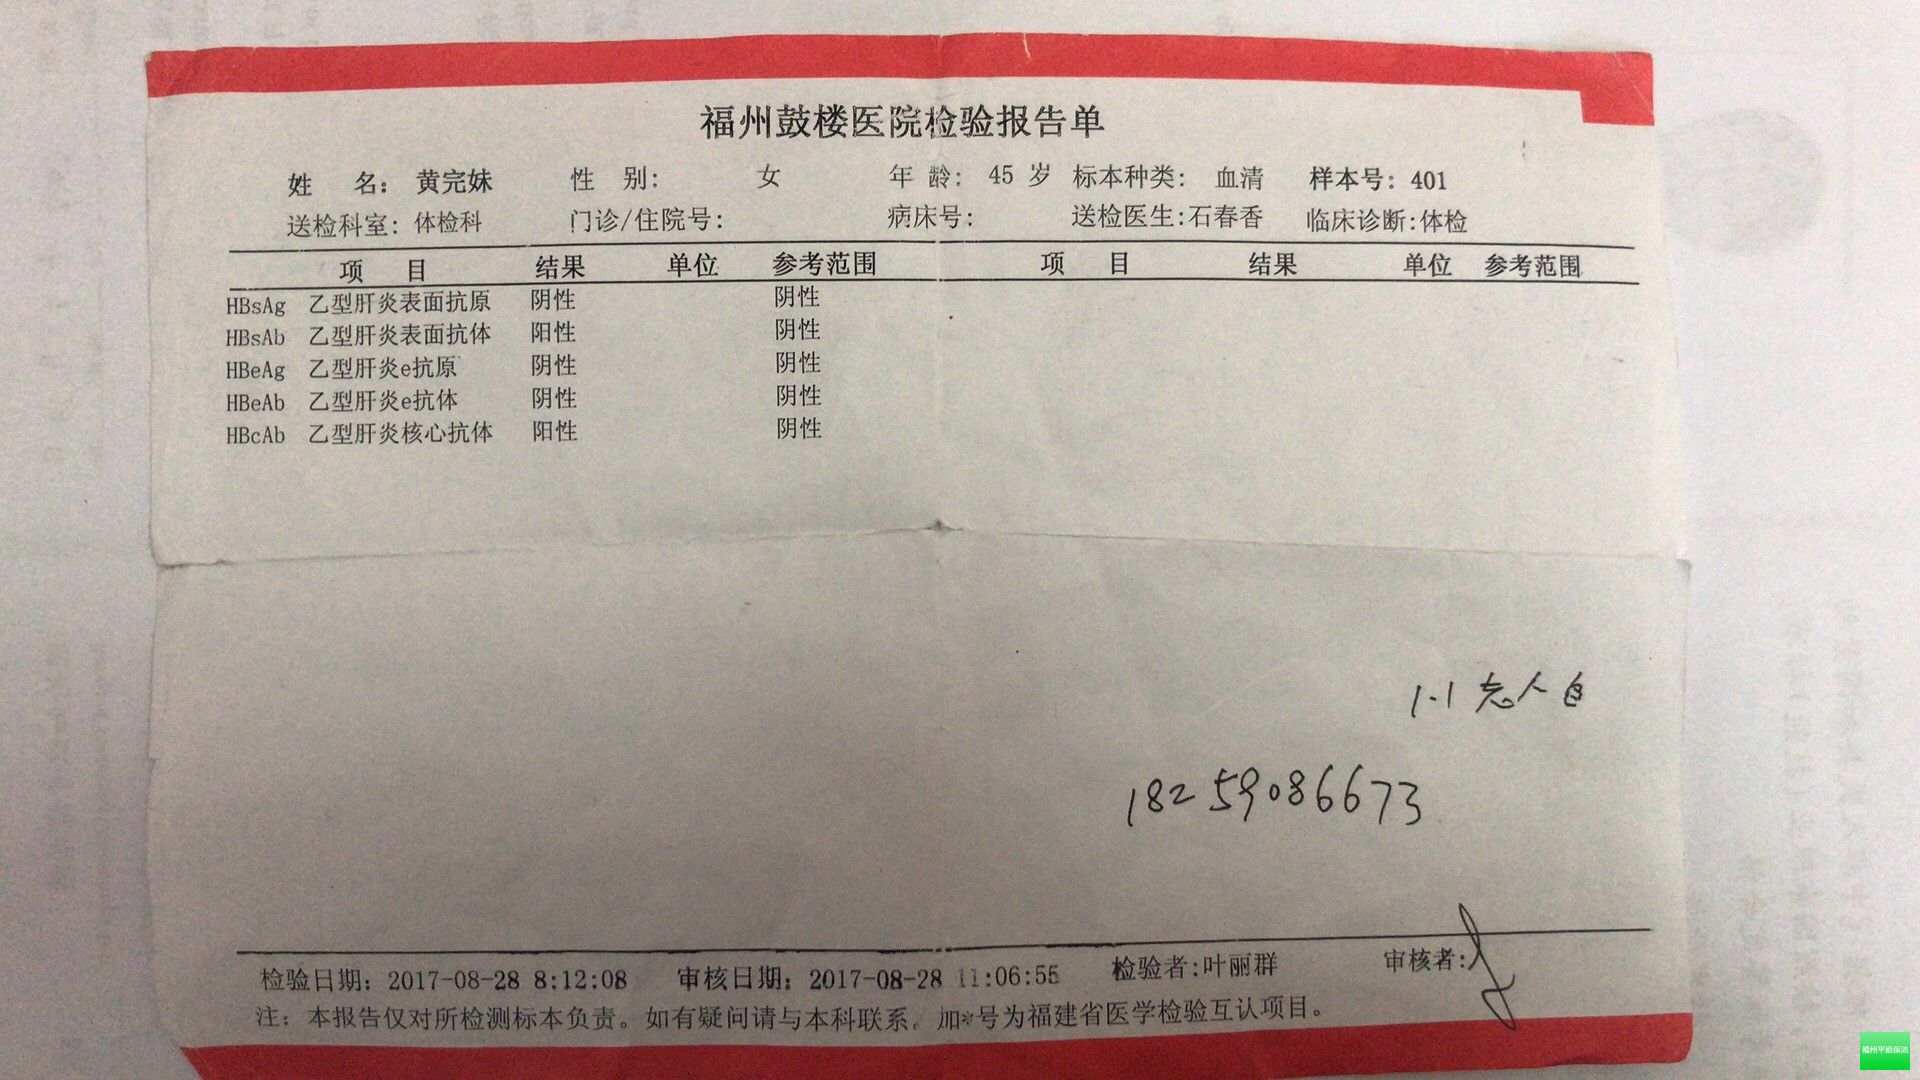 福州鼓楼医院检验报告单
姓 名： 黄完妹 性 别： 女 年 龄： 45 岁 标本种类： 血清 样本号： 401
送检科室： 体检科 门诊/住院号： 病床号： 送检医生：石春香 临床诊断：体检
项 目 结果 单位 参考范围 项 目 结果 单位 参考范围
HBsAg 乙型肝炎表面抗原 阴性 阴性
HBsAb 乙型肝炎表面抗体 阳性 阴性
HBeAg 乙型肝炎e抗原 阴性 阴性
HBeAb 乙型肝炎e抗体 阴性 阴性
HBcAb 乙型肝炎核心抗体 阳性 阴性
1.1 老人
18259086673
检验日期： 2017-08-28 8:12:08 审核日期： 2017-08-28 11:06:55 检验者：叶丽群 审核者：
注：本报告仅对所检测标本负责。如有疑问请与本科联系。加*号为福建省医学检验互认项目。
福州平姐保洁